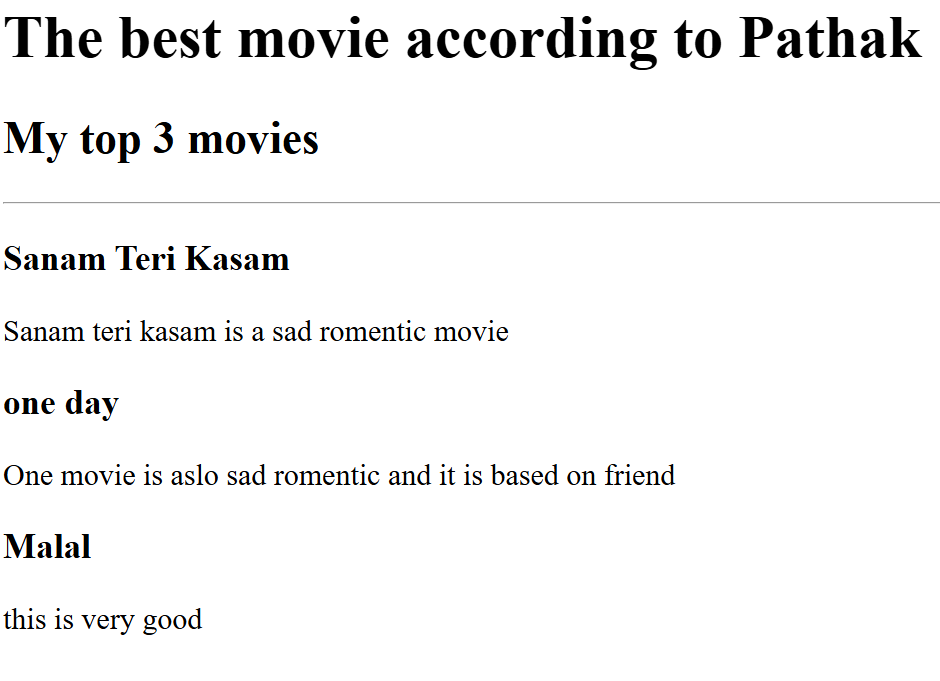 The best movie according to Pathak
My top 3 movies
Sanam Teri Kasam
Sanam teri kasam is a sad romentic movie
one day
One movie is aslo sad romentic and it is based on friend
Malal
this is very good